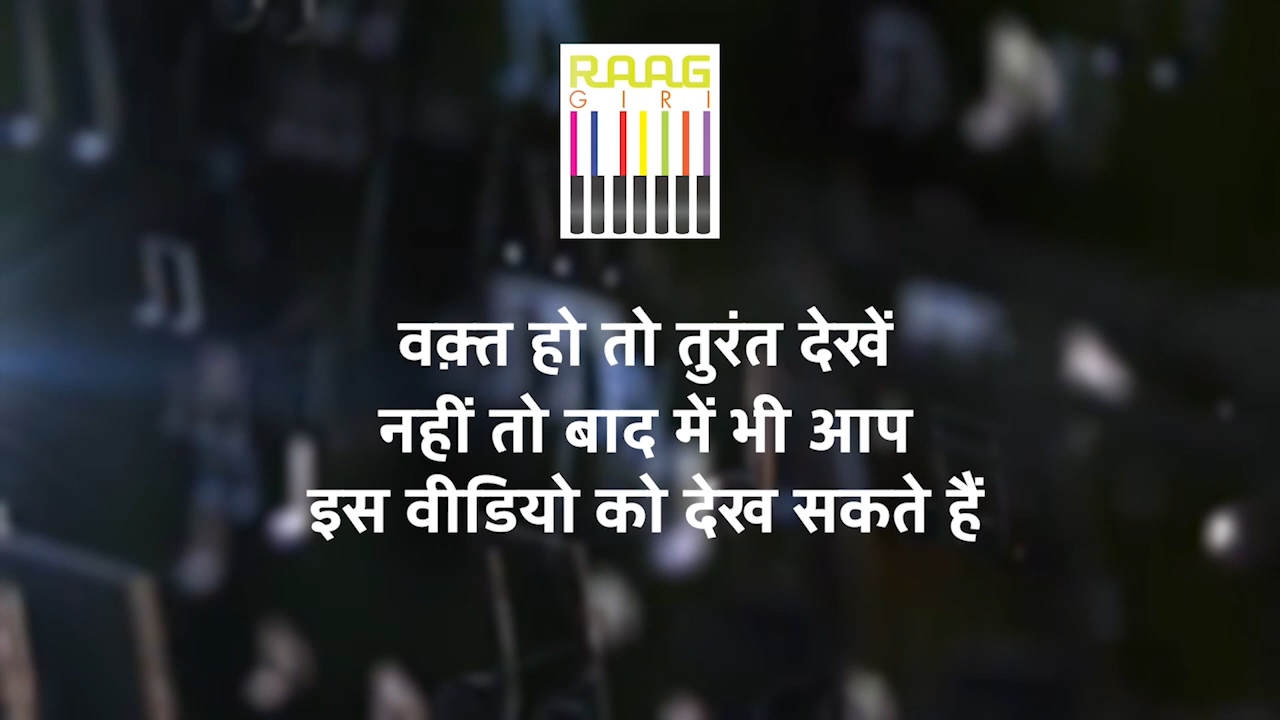 RAAG
GIRI
वक़्त हो तो तुरंत देखें
नहीं तो बाद में भी आप
इस वीडियो को देख सकते हैं